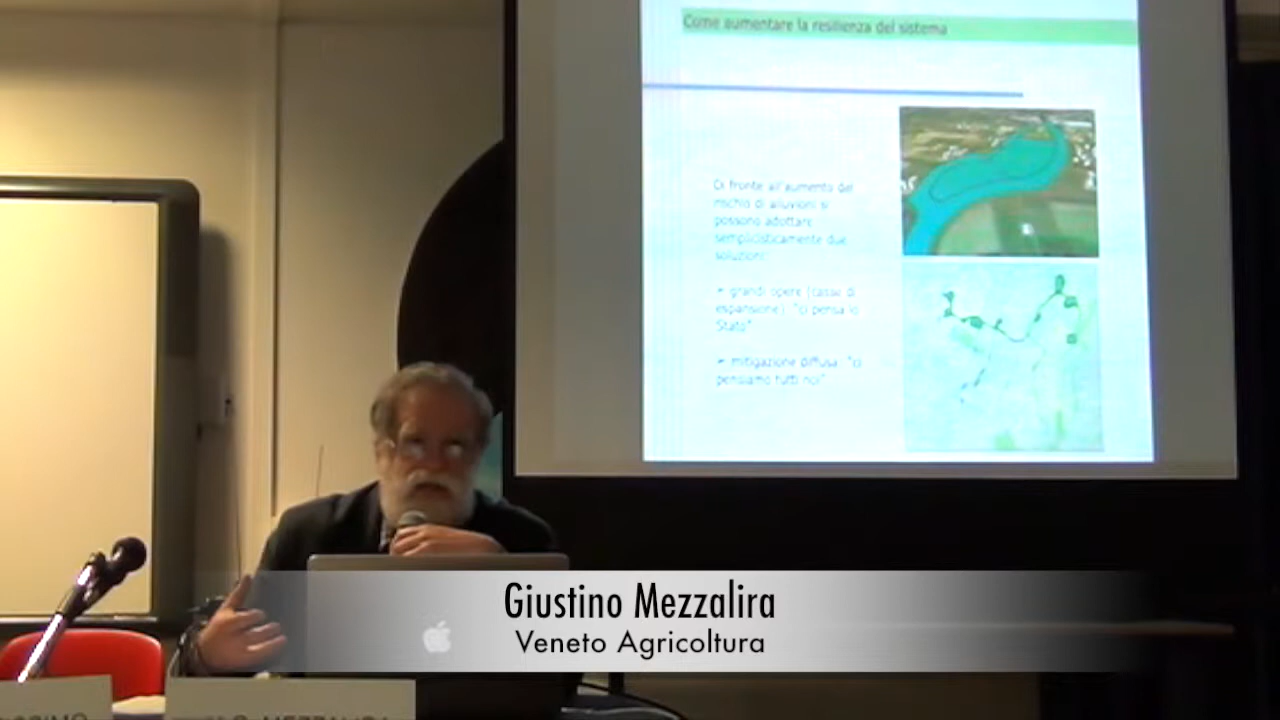 Come aumentare la resilienza del sistema
Di fronte all'aumento del
rischio di alluvioni si
possono adottare
semplicisticamente due
soluzioni:
- grandi opere (casse di
espansione): "ci pensa lo
Stato"
- mitigazione diffusa: "ci
pensiamo tutti noi"
Giustino Mezzalira
Veneto Agricoltura
MEZZALIRA